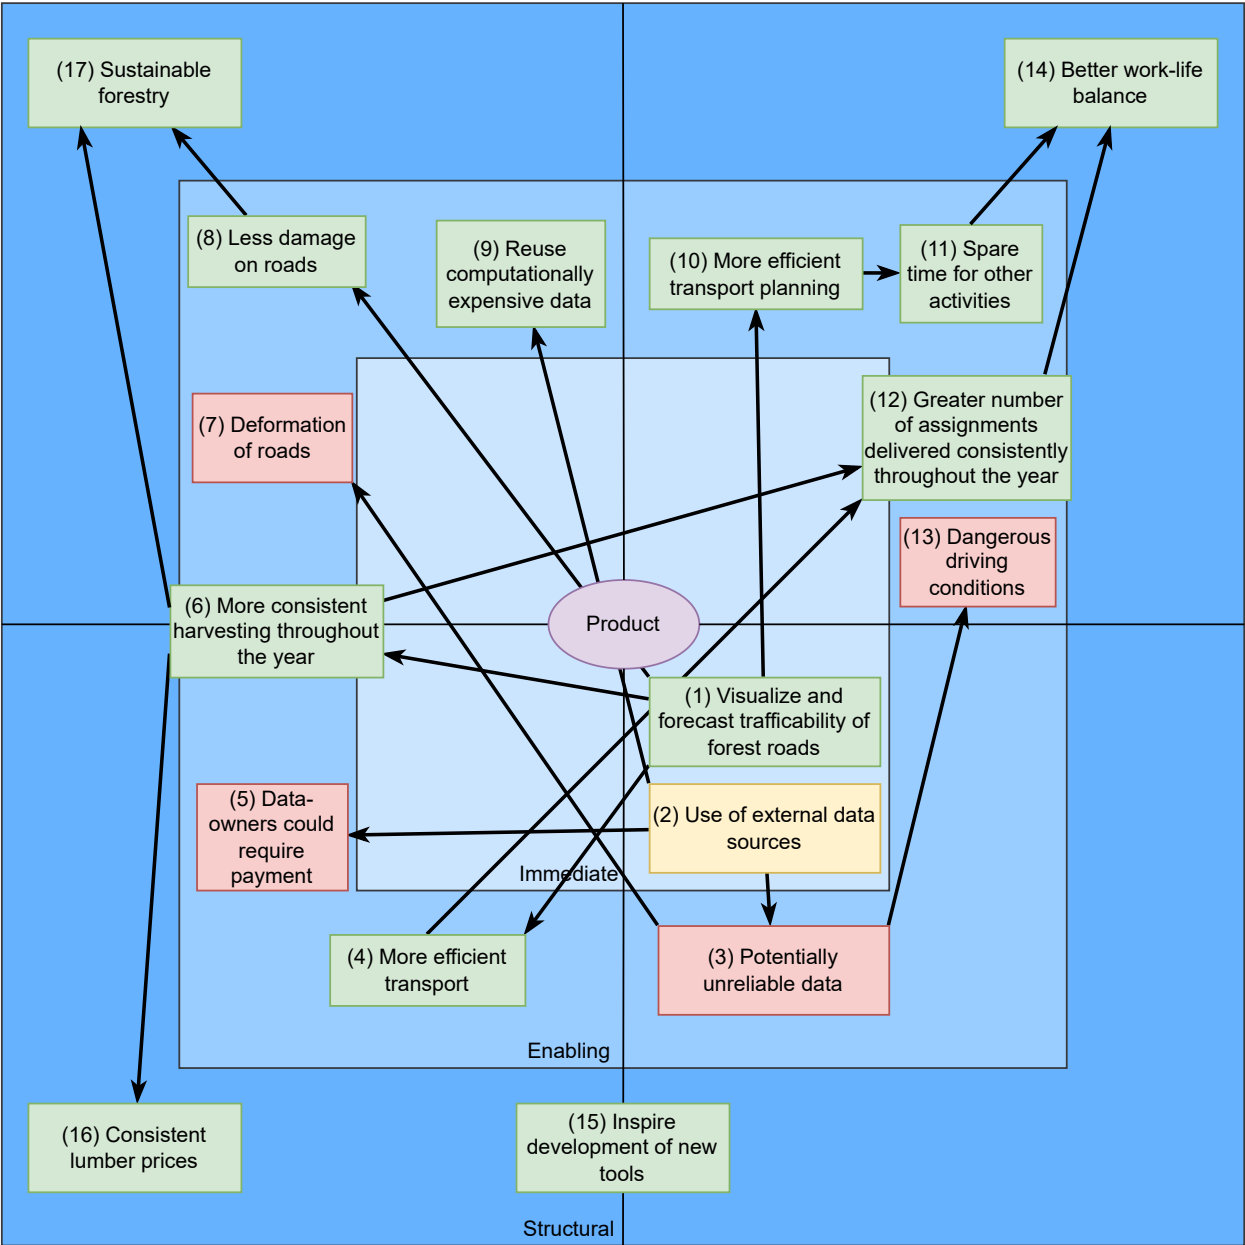 (17) Sustainable
forestry
(14) Better work-life
balance
(8) Less damage
on roads
(9) Reuse
computationally
expensive data
(10) More efficient
transport planning
(11) Spare
time for other
activities
(7) Deformation
of roads
(12) Greater number
of assignments
delivered consistently
throughout the year
(13) Dangerous
driving
conditions
(6) More consistent
harvesting throughout
the year
Product
(1) Visualize and
forecast trafficability of
forest roads
(5) Data-
owners could
require
payment
(2) Use of external data
sources
Immediate
(4) More efficient
transport
(3) Potentially
unreliable data
Enabling
(16) Consistent
lumber prices
(15) Inspire
development of new
tools
Structural